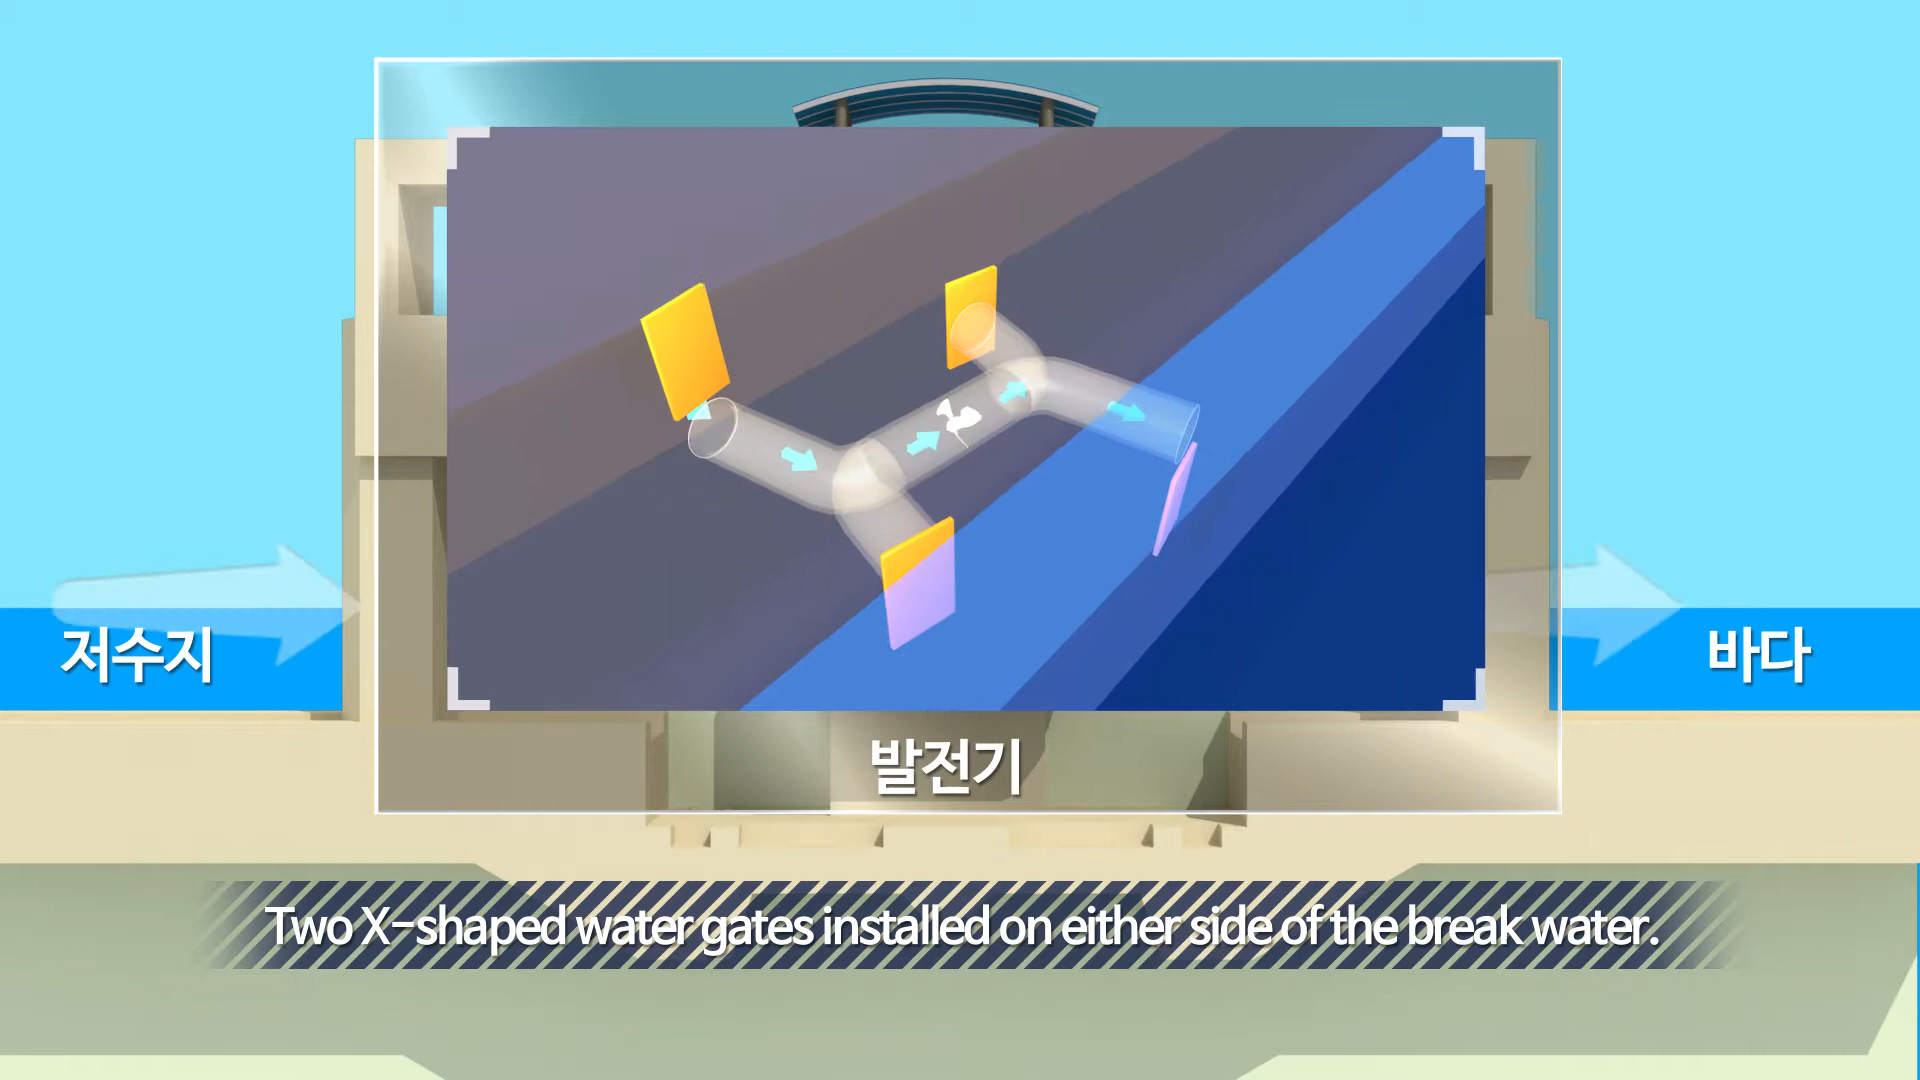 저수지
바다
발전기
Two X-shaped water gates installed on either side of the break water.